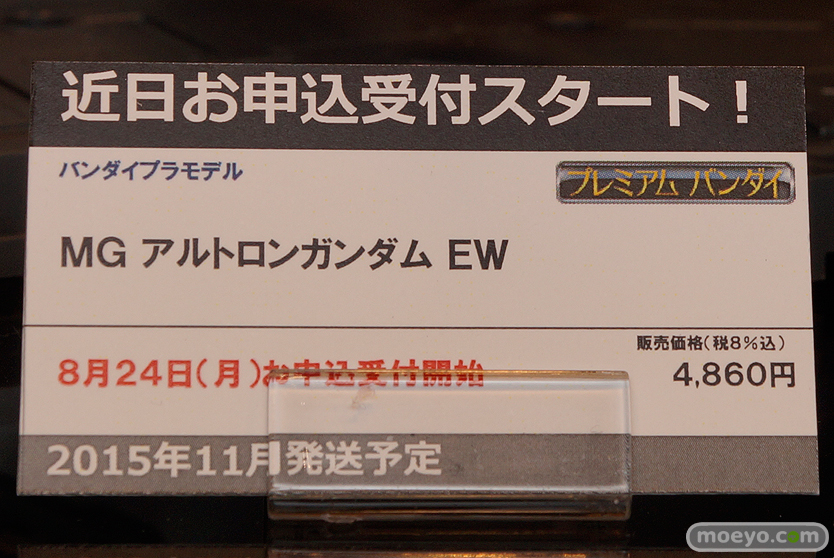 近日お申込受付スタート！
バンダイプラモデル
プレミアム バンダイ
MG アルトロンガンダム EW
販売価格(税8％込)
8月24日(月)お申込受付開始
4,860円
2015年11月発送予定
moeyo.com